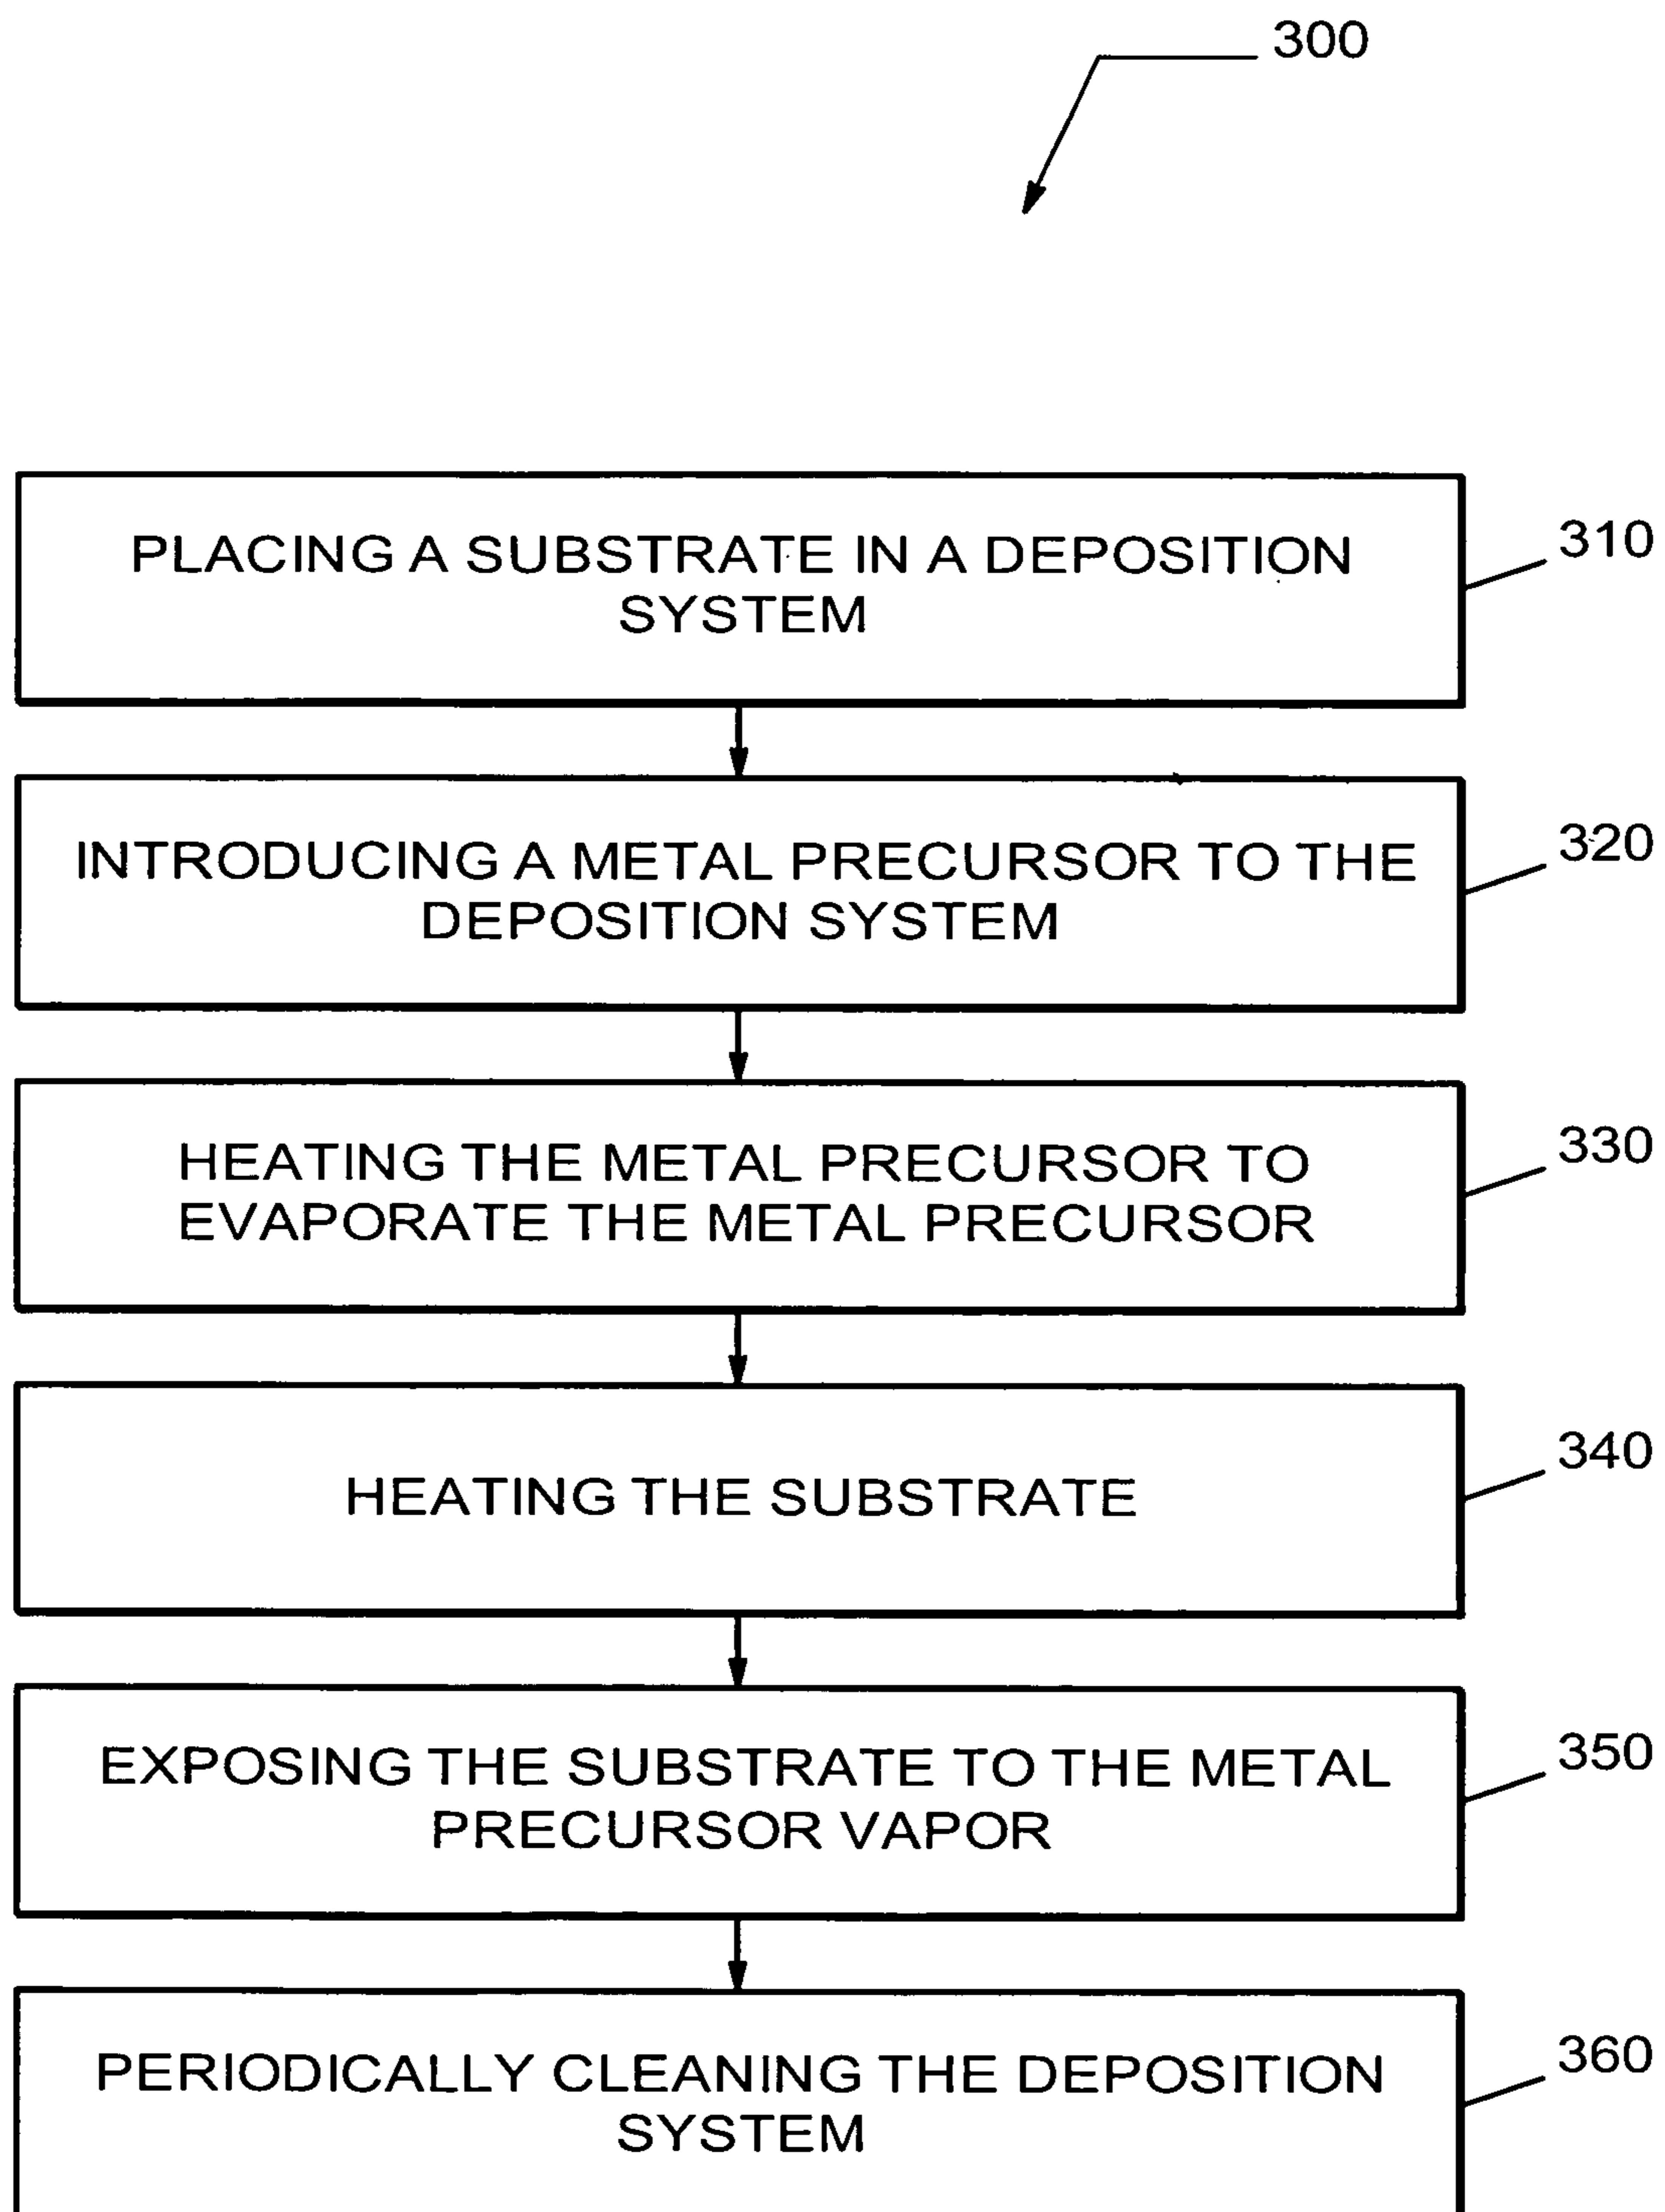 300
PLACING A SUBSTRATE IN A DEPOSITION
SYSTEM
310
INTRODUCING A METAL PRECURSOR TO THE
DEPOSITION SYSTEM
320
HEATING THE METAL PRECURSOR TO
EVAPORATE THE METAL PRECURSOR
330
HEATING THE SUBSTRATE
340
EXPOSING THE SUBSTRATE TO THE METAL
PRECURSOR VAPOR
350
PERIODICALLY CLEANING THE DEPOSITION
SYSTEM
360